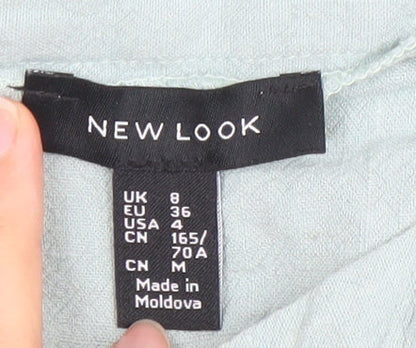 NEW LOOK
UK 8
EU 36
USA 4
CN 165/
70A
CN M
Made in
Moldova